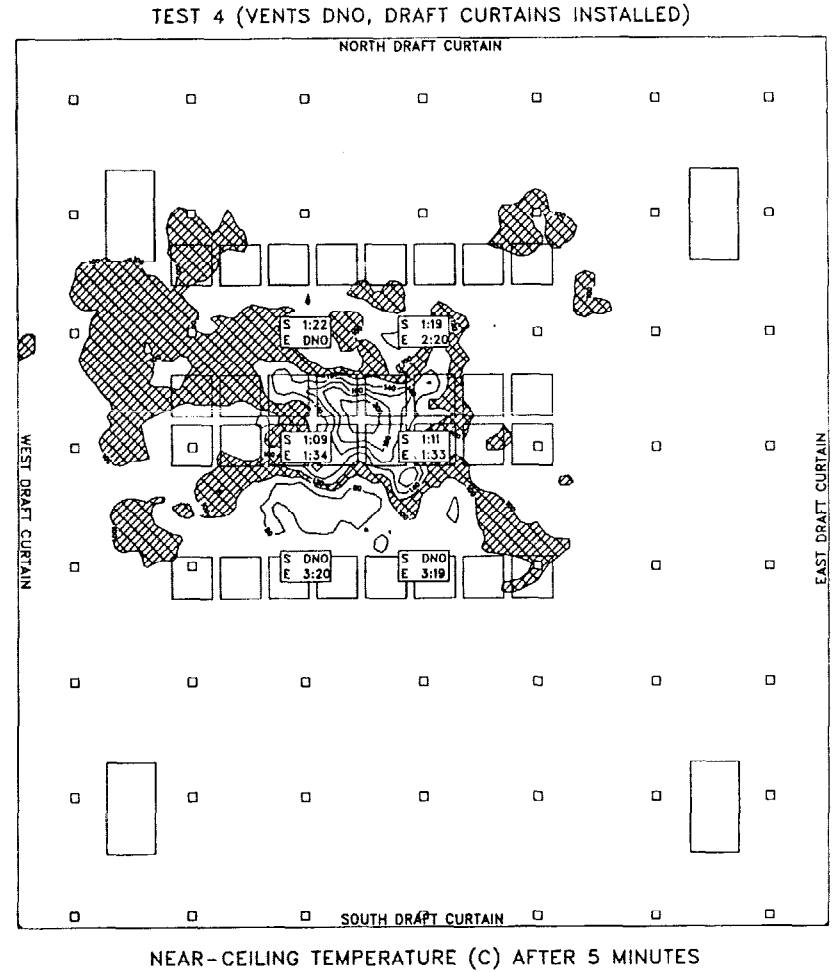 TEST 4 (VENTS DNO, DRAFT CURTAINS INSTALLED)
NORTH DRAFT CURTAIN
S 1:22
E DNO
S 1:19
E 2:20
S 1:09
E 1:34
S 1:11
E 1:33
WEST DRAFT CURTAIN
EAST DRAFT CURTAIN
S DNO
E 3:20
S DNO
E 3:19
SOUTH DRAFT CURTAIN
NEAR-CEILING TEMPERATURE (C) AFTER 5 MINUTES